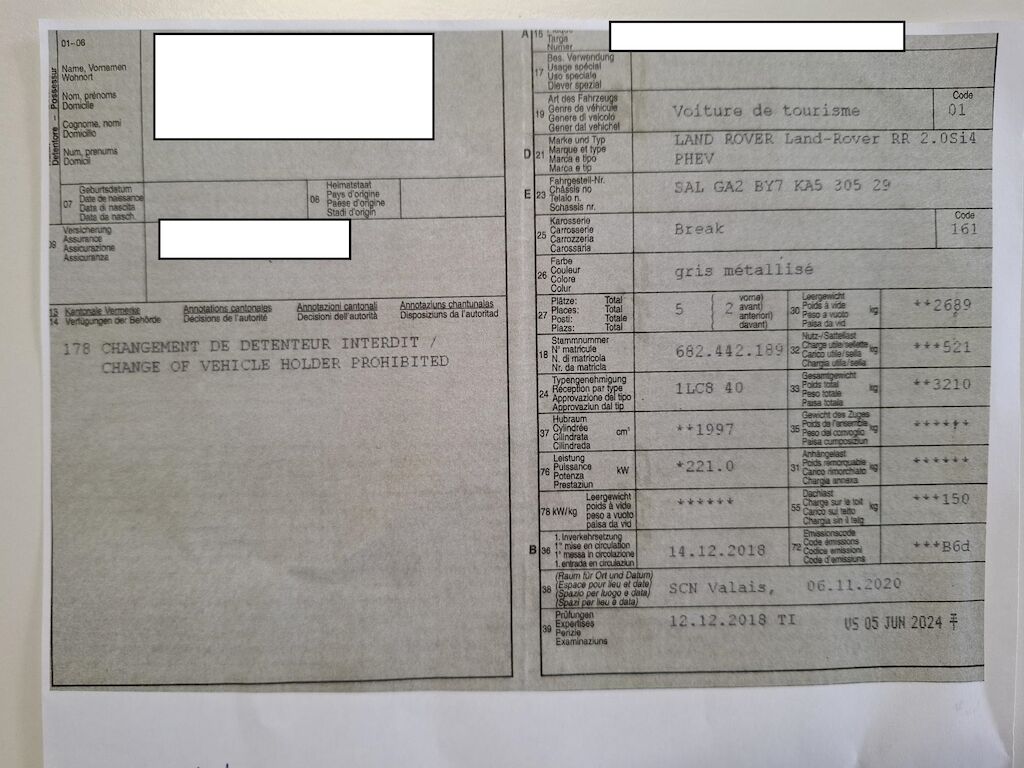 01-06
Detentore - Possessur
Name, Vornamen
Wohnort
Nom, prénoms
Domicile
Cognome, nomi
Domicilio
Num, prenums
Domicil
07
Geburtsdatum
Date de naissance
Data di nascita
Data da nasch.
08
Heimatstaat
Pays d'origine
Paese d'origine
Stadi d'origin
09
Versicherung
Assurance
Assicurazione
Assicuranza
13
14
Kantonale Vermerke
Verfügungen der Behörde
Annotations cantonales
Décisions de l'autorité
Annotazioni cantonali
Decisioni dell'autorità
Annotaziuns chantunalas
Disposiziuns da l'autoritad
178 CHANGEMENT DE DETENTEUR INTERDIT /
CHANGE OF VEHICLE HOLDER PROHIBITED
A
15
Targa
Numer
17
Bes. Verwendung
Usage spécial
Uso speciale
Diever spezial
19
Art des Fahrzeugs
Genre de véhicule
Genere di veicolo
Gener dal vehichel
Voiture de tourisme
Code
01
D
21
Marke und Typ
Marque et type
Marca e tipo
Marca e tip
LAND ROVER Land-Rover RR 2.0Si4
PHEV
E
23
Fahrgestell-Nr.
Châssis no
Telaio n.
Schassis nr.
SAL GA2 BY7 KA5 305 29
25
Karosserie
Carrosserie
Carrozzeria
Carossaria
Break
Code
161
26
Farbe
Couleur
Colore
Colur
gris métallisé
27
Plätze: Total
Places: Total
Posti: Totale
Plazs: Total
5
2
vorne)
avant)
anteriori)
davant)
30
Leergewicht
Poids à vide
Peso a vuoto
Paisa da vid
kg
**2689
18
Stammnummer
N° matricule
N. di matricola
Nr. da matricla
682.442.189
32
Nutz-/Sattellast
Charge utile/sellette
Carico utile/sella
Chargia utila/sella
kg
***521
24
Typengenehmigung
Réception par type
Approvazione del tipo
Approvaziun dal tip
1LC8 40
33
Gesamtgewicht
Poids total
Peso totale
Paisa totala
kg
**3210
37
Hubraum
Cylindrée
Cilindrata
Cilindrada
cm³
**1997
35
Gewicht des Zuges
Poids de l'ensemble
Peso del convoglio
Paisa cumposiziun
kg
******
76
Leistung
Puissance
Potenza
Prestaziun
kW
*221.0
31
Anhängelast
Poids remorquable
Carico rimorchiato
Chargia annexa
kg
******
78 kW/kg
Leergewicht
poids à vide
peso a vuoto
paisa da vid
******
55
Dachlast
Charge sur le toit
Carico sul tetto
Chargia sin il tetg
kg
***150
B
36
1. Inverkehrsetzung
1re mise en circulation
1a messa in circolazione
1. entrada en circulaziun
14.12.2018
72
Emissionscode
Code émissions
Codice emissioni
Code d'emissiuns
***B6d
38
(Raum für Ort und Datum)
(Espace pour lieu et date)
(Spazio per luogo e data)
(Spazi per lieu e data)
SCN Valais, 06.11.2020
39
Prüfungen
Expertises
Perizie
Examinaziuns
12.12.2018 TI
VS 05 JUN 2024